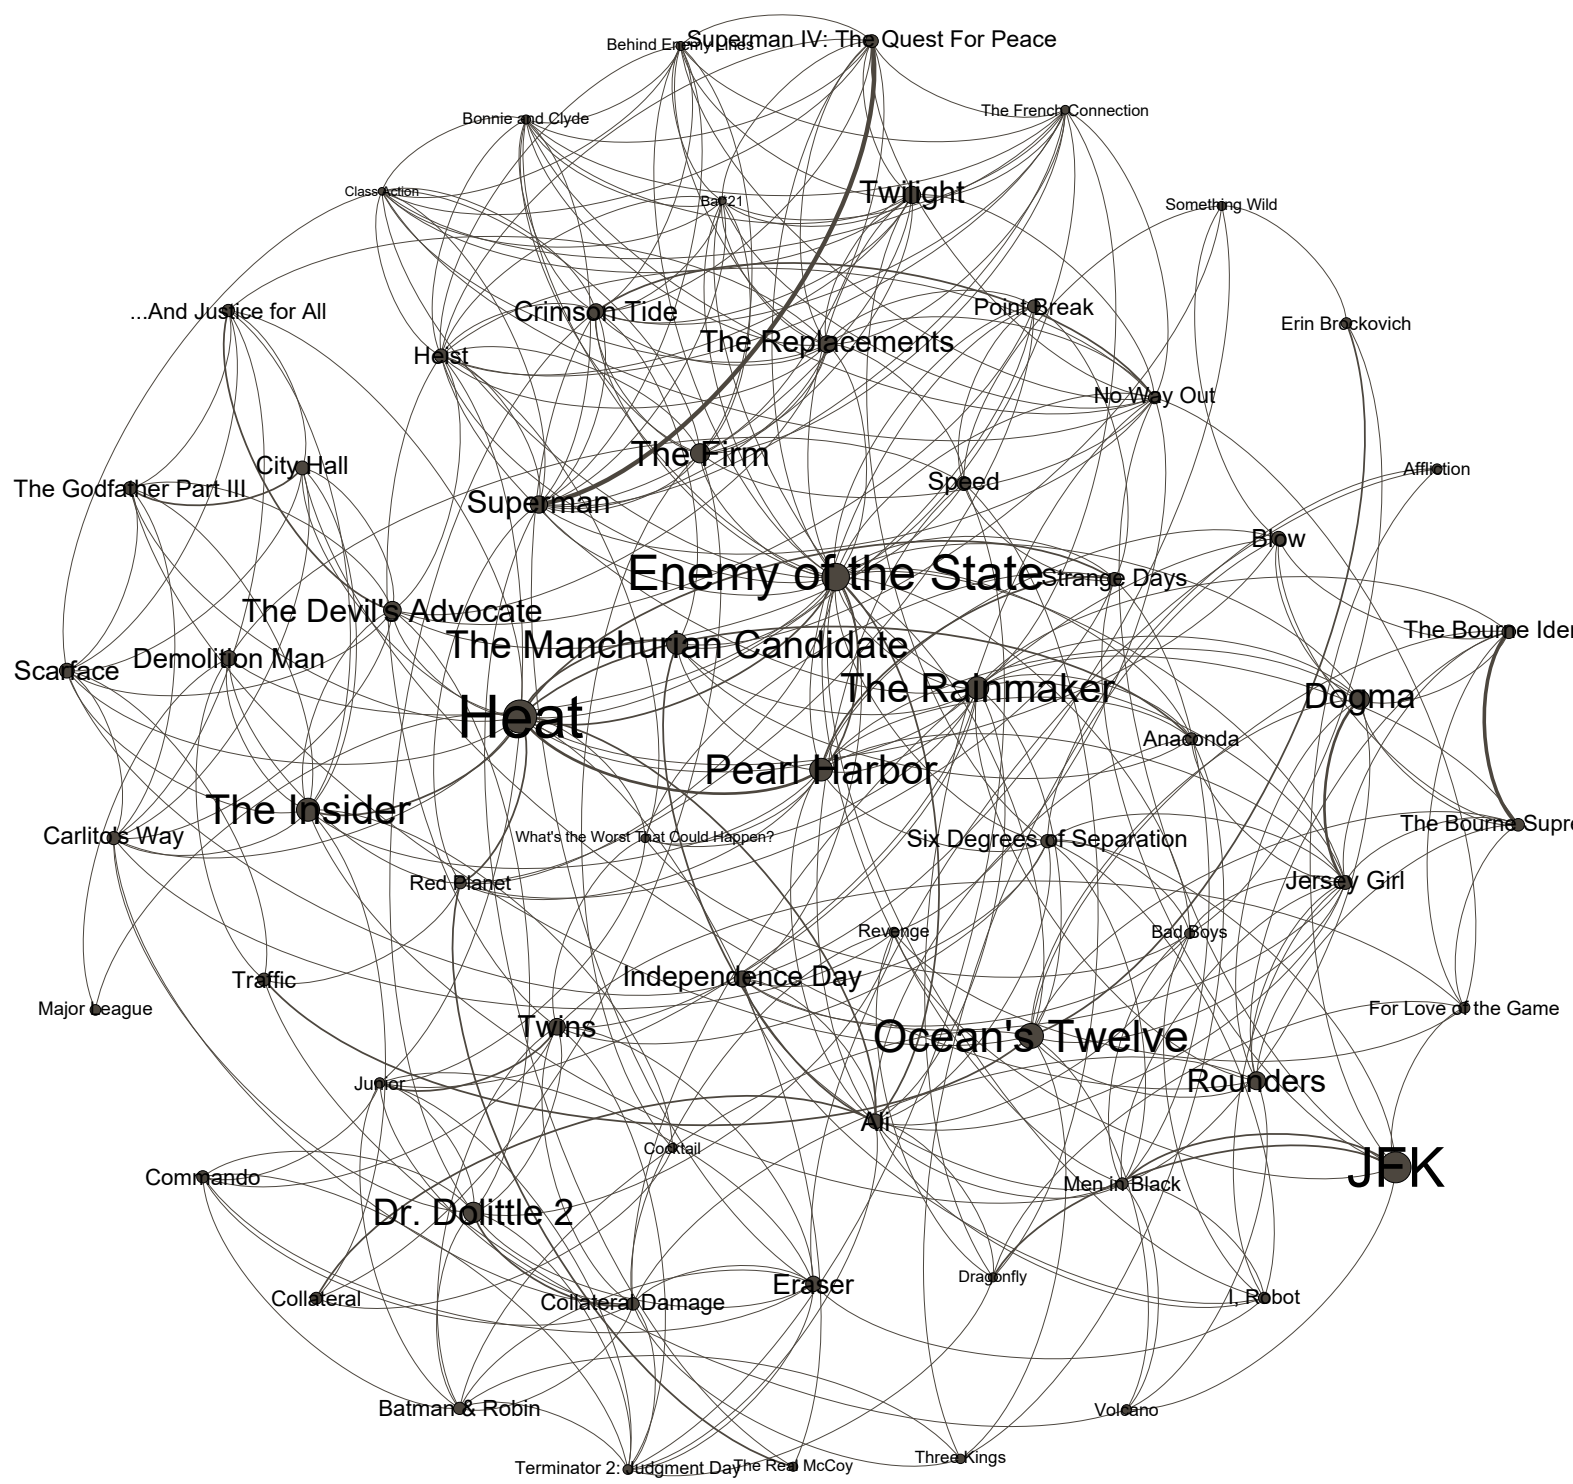 Superman IV: The Quest For Peace
Behind Enemy Lines
The French Connection
Bonnie and Clyde
Class Action
Twilight
Bat 21
Something Wild
...And Justice for All
Crimson Tide
Point Break
Erin Brockovich
The Replacements
Heist
No Way Out
The Firm
City Hall
Affliction
Speed
The Godfather Part III
Superman
Blow
Enemy of the State
Strange Days
The Devil's Advocate
The Bourne Iden
The Manchurian Candidate
Demolition Man
Scarface
The Rainmaker
Dogma
Heat
Anaconda
Pearl Harbor
The Insider
The Bourne Supre
Carlito's Way
What's the Worst That Could Happen?
Six Degrees of Separation
Red Planet
Jersey Girl
Revenge
Bad Boys
Independence Day
Traffic
Major League
For Love of the Game
Twins
Ocean's Twelve
Rounders
Junior
Ali
Cocktail
JFK
Commando
Men in Black
Dr. Dolittle 2
Dragonfly
Eraser
Collateral
Collateral Damage
I, Robot
Batman & Robin
Volcano
Three Kings
Terminator 2: Judgment Day
The Real McCoy